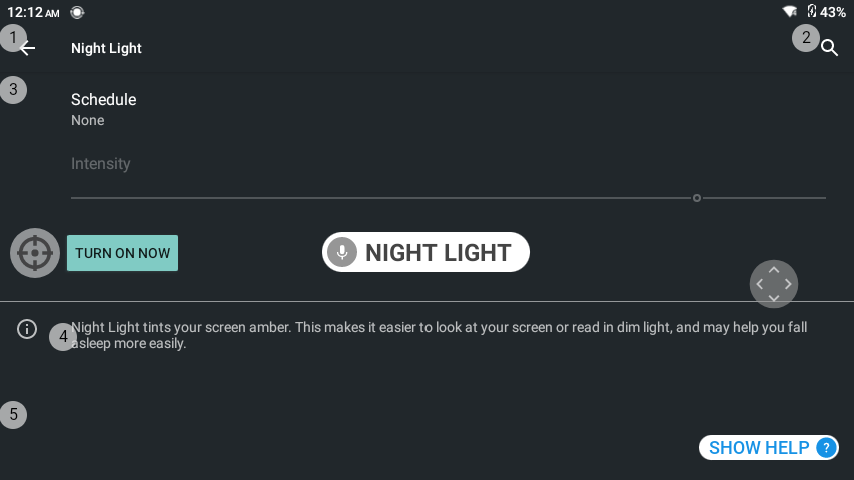 12:12 AM 43%
1 Night Light 2
3
Schedule
None
Intensity
TURN ON NOW NIGHT LIGHT
4 Night Light tints your screen amber. This makes it easier to look at your screen or read in dim light, and may help you fall
asleep more easily.
5
SHOW HELP ?